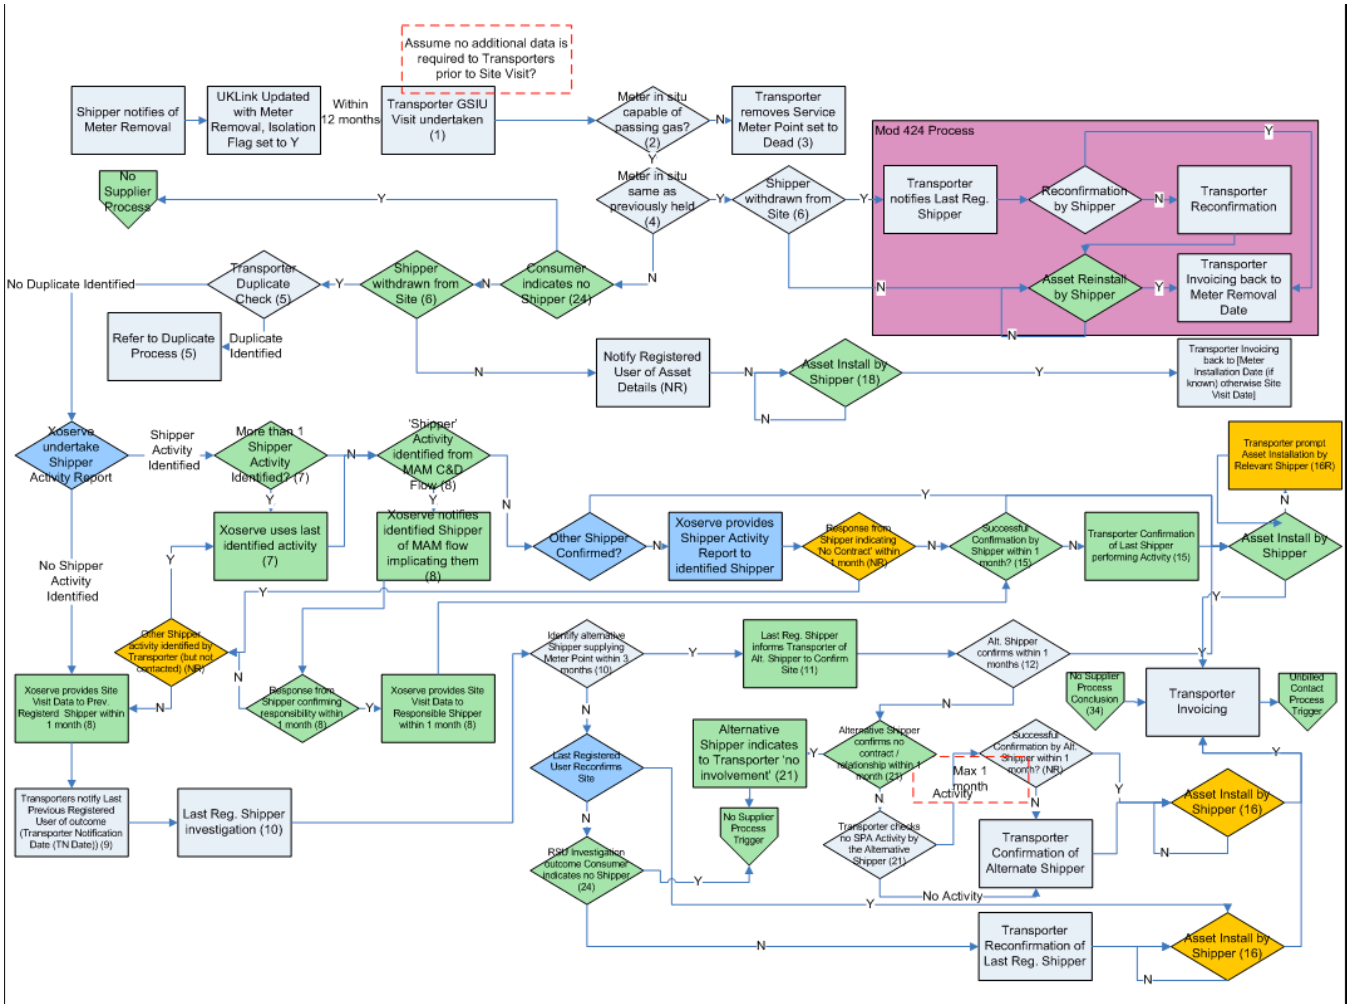 Assume no additional data is
required to Transporters
prior to Site Visit?
Shipper notifies of
Meter Removal
UKLink Updated
with Meter
Removal, Isolation
Flag set to Y
Within
12 months
Transporter GSIU
Visit undertaken
(1)
Meter in situ
capable of
passing gas?
(2)
N
Transporter
removes Service
Meter Point set to
Dead (3)
Y
Mod 424 Process
Y
No
Supplier
Process
Y
Meter in situ
same as
previously held
(4)
Y
Shipper
withdrawn from
Site (6)
Y
Transporter
notifies Last Reg.
Shipper
Reconfirmation
by Shipper
N
Transporter
Reconfirmation
N
No Duplicate Identified
Transporter
Duplicate
Check (5)
Y
Shipper
withdrawn from
Site (6)
N
Consumer
indicates no
Shipper (24)
N
Asset Reinstall
by Shipper
Y
Transporter
Invoicing back to
Meter Removal
Date
N
Refer to Duplicate
Process (5)
Duplicate
Identified
N
Notify Registered
User of Asset
Details (NR)
N
Asset Install by
Shipper (18)
N
Y
Transporter Invoicing
back to [Meter
Installation Date (if
known) otherwise Site
Visit Date]
Xoserve
undertake
Shipper
Activity Report
Shipper
Activity
Identified
More than 1
Shipper
Activity
Identified? (7)
N
'Shipper'
Activity
identified from
MAM C&D
Flow (8)
N
Y
Y
Transporter prompt
Asset Installation by
Relevant Shipper (16R)
N
Y
Xoserve uses last
identified activity
(7)
Xoserve notifies
identified Shipper
of MAM flow
implicating them
(8)
Other Shipper
Confirmed?
N
Xoserve provides
Shipper Activity
Report to
identified Shipper
Response from
Shipper indicating
'No Contract' within
1 month (NR)
N
Successful
Confirmation by
Shipper within 1
month? (15)
N
Transporter Confirmation
of Last Shipper
performing Activity (15)
Asset Install by
Shipper
No Shipper
Activity
Identified
Y
Y
Y
Other Shipper
activity identified by
Transporter (but not
contacted) (NR)
N
N
Identify alternative
Shipper supplying
Meter Point within 3
months (10)
Y
Last Reg. Shipper
informs Transporter of
Alt. Shipper to Confirm
Site (11)
Alt. Shipper
confirms within 1
months (12)
Y
Xoserve provides Site
Visit Data to Prev.
Registerd Shipper within
1 month (8)
Response from
Shipper confirming
responsibility within
1 month (8)
Y
Xoserve provides Site
Visit Data to
Responsible Shipper
within 1 month (8)
N
N
No Supplier
Process
Conclusion
(34)
Transporter
Invoicing
Unbilled
Contact
Process
Trigger
Last Registered
User Reconfirms
Site
Alternative
Shipper indicates
to Transporter 'no
involvement' (21)
Y
Alternative Shipper
confirms no
contract /
relationship within 1
month (21)
Successful
Confirmation by Alt.
Shipper within 1
month? (NR)
Y
Max 1
month
Activity
N
N
Y
Asset Install by
Shipper (16)
N
Transporters notify Last
Previous Registered
User of outcome
(Transporter Notification
Date (TN Date)) (9)
Last Reg. Shipper
investigation (10)
N
No Supplier
Process
Trigger
Transporter checks
no SPA Activity by
the Alternative
Shipper (21)
Transporter
Confirmation of
Alternate Shipper
RSU Investigation
outcome Consumer
indicates no Shipper
(24)
Y
No Activity
Y
N
Transporter
Reconfirmation of
Last Reg. Shipper
Asset Install by
Shipper (16)
N